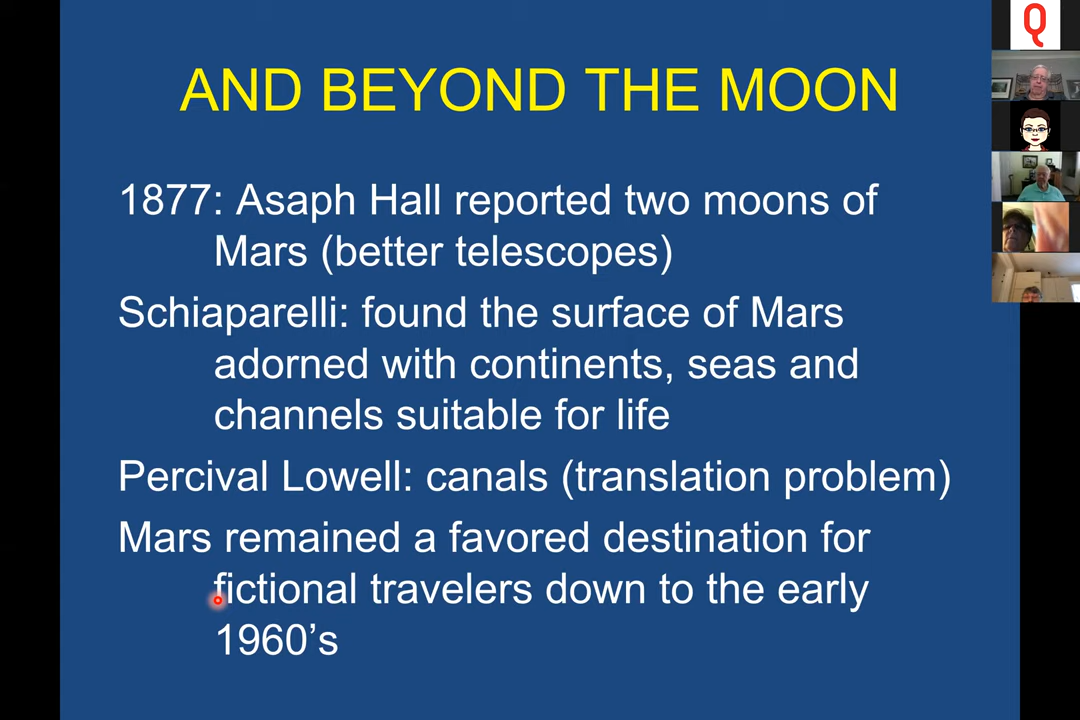 AND BEYOND THE MOON
1877: Asaph Hall reported two moons of
Mars (better telescopes)
Schiaparelli: found the surface of Mars
adorned with continents, seas and
channels suitable for life
Percival Lowell: canals (translation problem)
Mars remained a favored destination for
fictional travelers down to the early
1960’s
Q